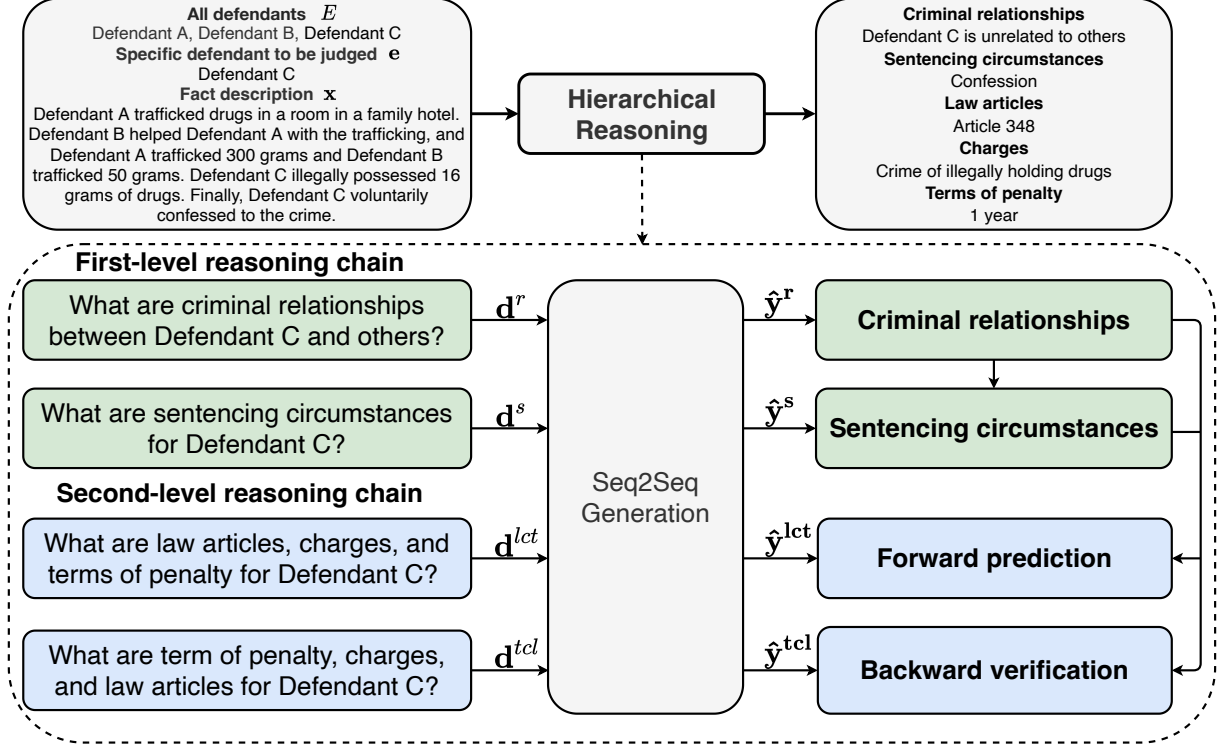 All defendants E
Defendant A, Defendant B, Defendant C
Specific defendant to be judged e
Defendant C
Fact description x
Defendant A trafficked drugs in a room in a family hotel.
Defendant B helped Defendant A with the trafficking, and
Defendant A trafficked 300 grams and Defendant B
trafficked 50 grams. Defendant C illegally possessed 16
grams of drugs. Finally, Defendant C voluntarily
confessed to the crime.
Hierarchical
Reasoning
Criminal relationships
Defendant C is unrelated to others
Sentencing circumstances
Confession
Law articles
Article 348
Charges
Crime of illegally holding drugs
Terms of penalty
1 year
First-level reasoning chain
What are criminal relationships
between Defendant C and others?
d^r
ŷ^r
Criminal relationships
What are sentencing circumstances
for Defendant C?
d^s
ŷ^s
Sentencing circumstances
Second-level reasoning chain
Seq2Seq
Generation
What are law articles, charges, and
terms of penalty for Defendant C?
d^lct
ŷ^lct
Forward prediction
What are term of penalty, charges,
and law articles for Defendant C?
d^tcl
ŷ^tcl
Backward verification